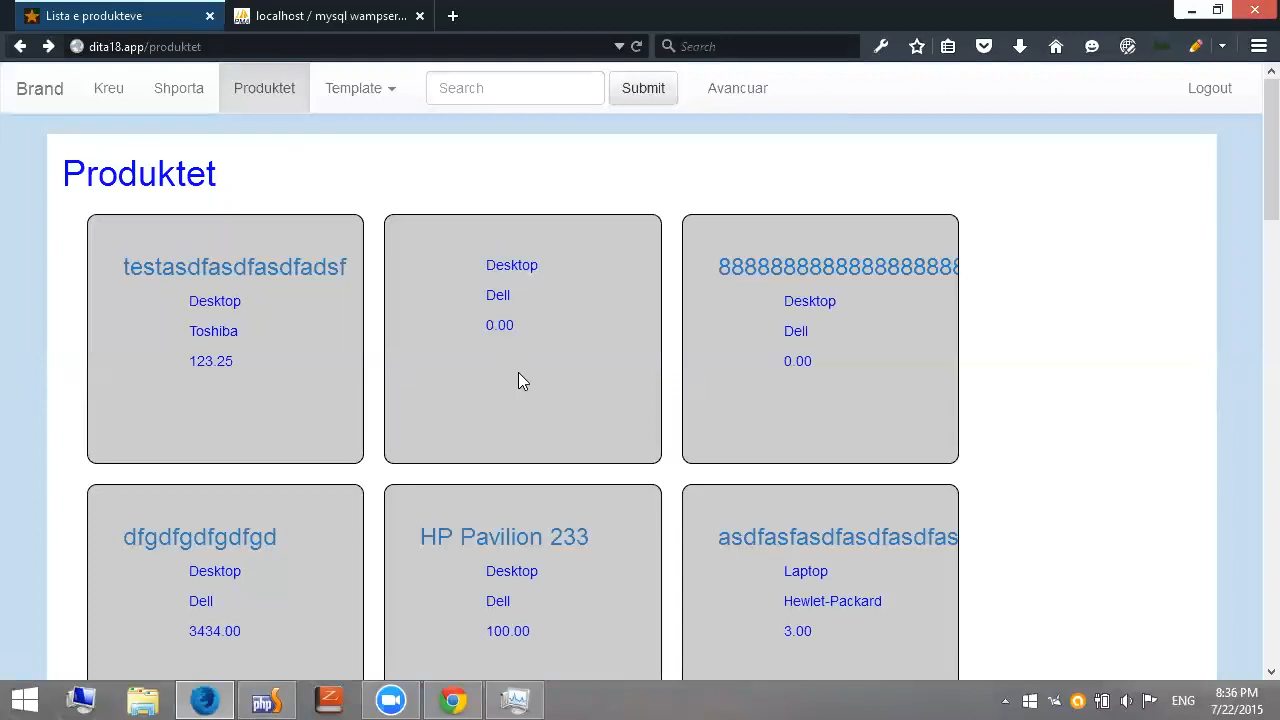 Lista e produkteve
localhost / mysql wampser...
dita18.app/produktet
Search
Brand
Kreu
Shporta
Produktet
Template
Search
Submit
Avancuar
Logout
Produktet
testasdfasdfasdfadsf
Desktop
Toshiba
123.25
Desktop
Dell
0.00
Desktop
Dell
0.00
dfgdfgdfgdfgd
Desktop
Dell
3434.00
HP Pavilion 233
Desktop
Dell
100.00
asdfasfasdfasdfasdfas
Laptop
Hewlet-Packard
3.00
php
ENG
8:36 PM
7/22/2015